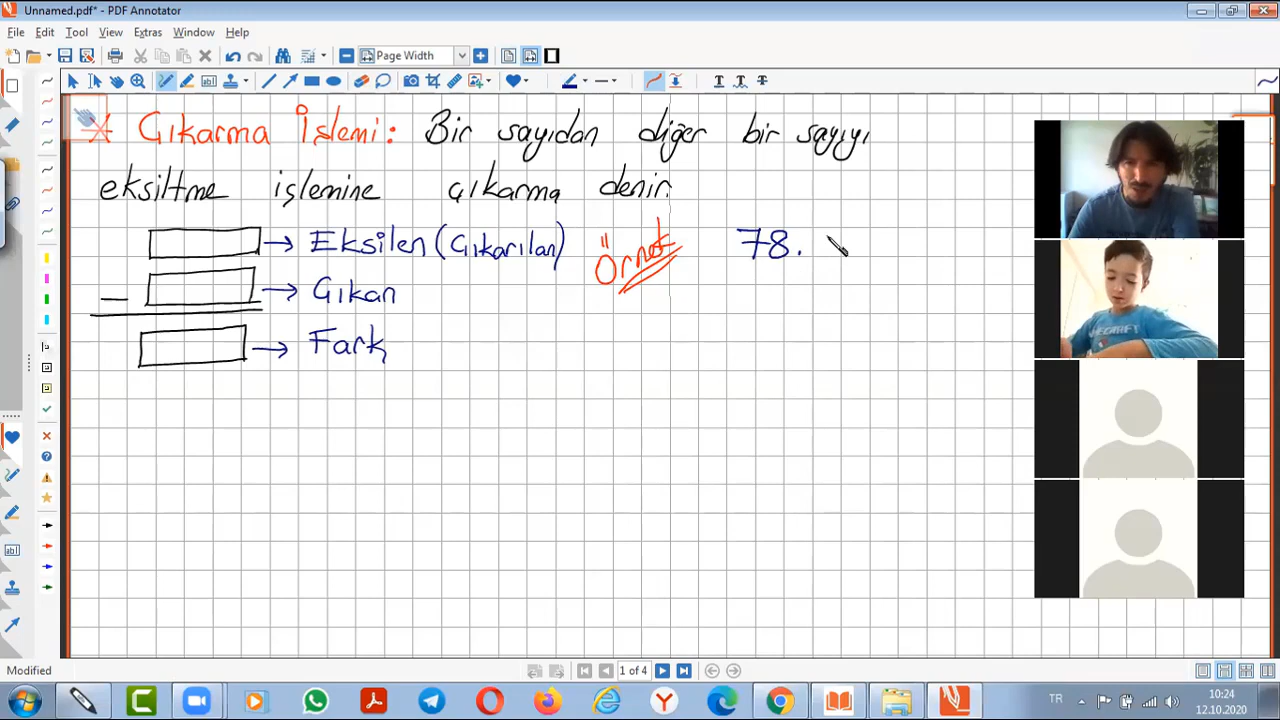 Unnamed.pdf* - PDF Annotator
File Edit Tool View Extras Window Help
Page Width
Çıkarma İşlemi: Bir sayıdan diğer bir sayıyı
eksiltme işlemine çıkarma denir.
→ Eksilen (Çıkarılan) Örnek 78.
— → Çıkan
→ Fark
Modified 1 of 4
TR 10:24
12.10.2020